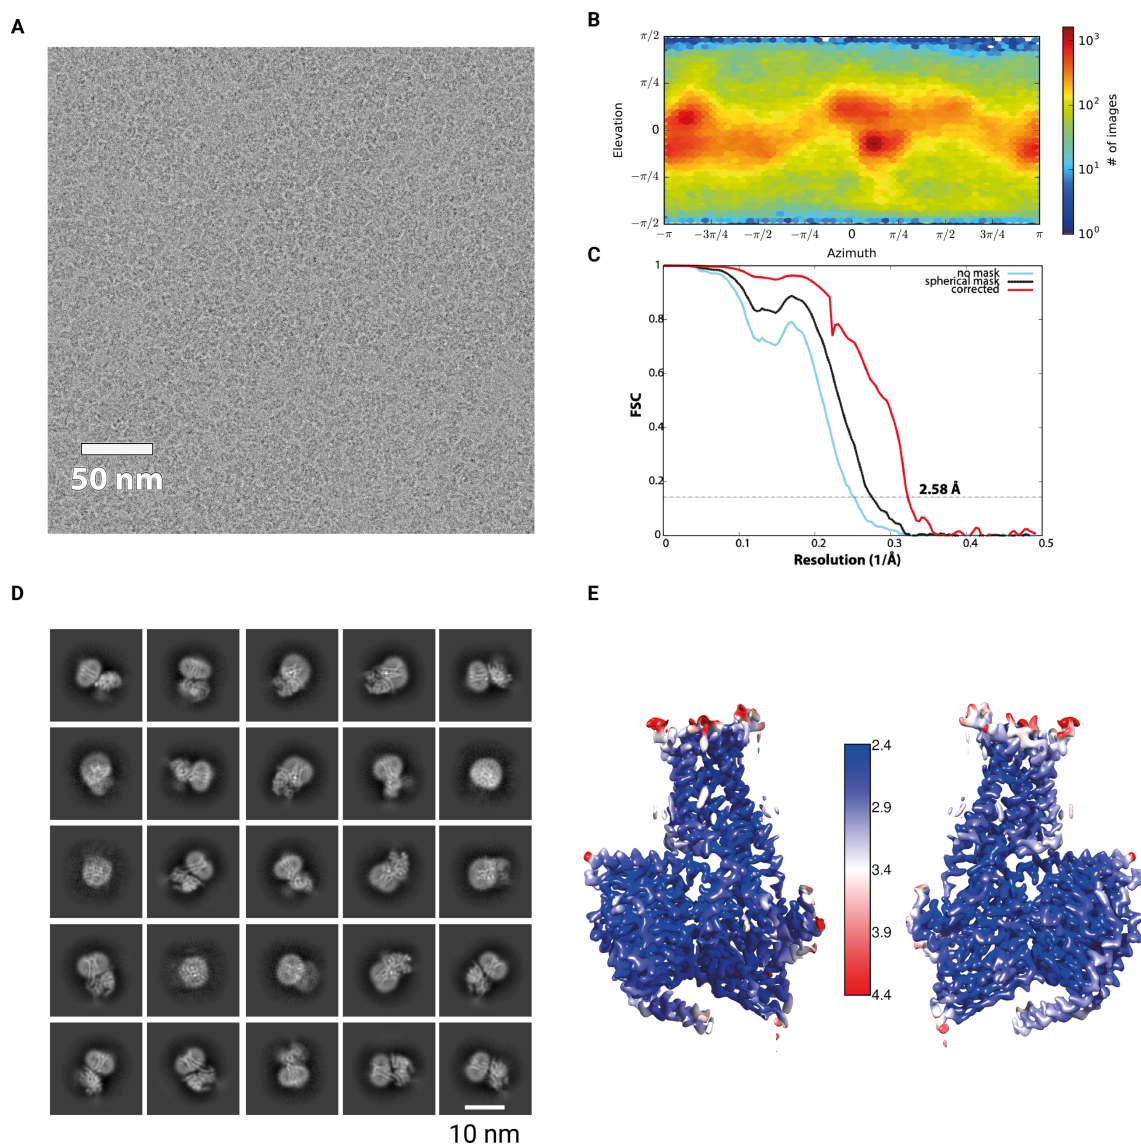 A
50 nm
B
π/2
π/4
0
−π/4
−π/2
Elevation
−π −3π/4 −π/2 −π/4 0 π/4 π/2 3π/4 π
Azimuth
10³
10²
10¹
10⁰
# of images
C
1
0.8
0.6
0.4
0.2
0
FSC
no mask
spherical mask
corrected
2.58 Å
0 0.1 0.2 0.3 0.4 0.5
Resolution (1/Å)
D
10 nm
E
2.4
2.9
3.4
3.9
4.4